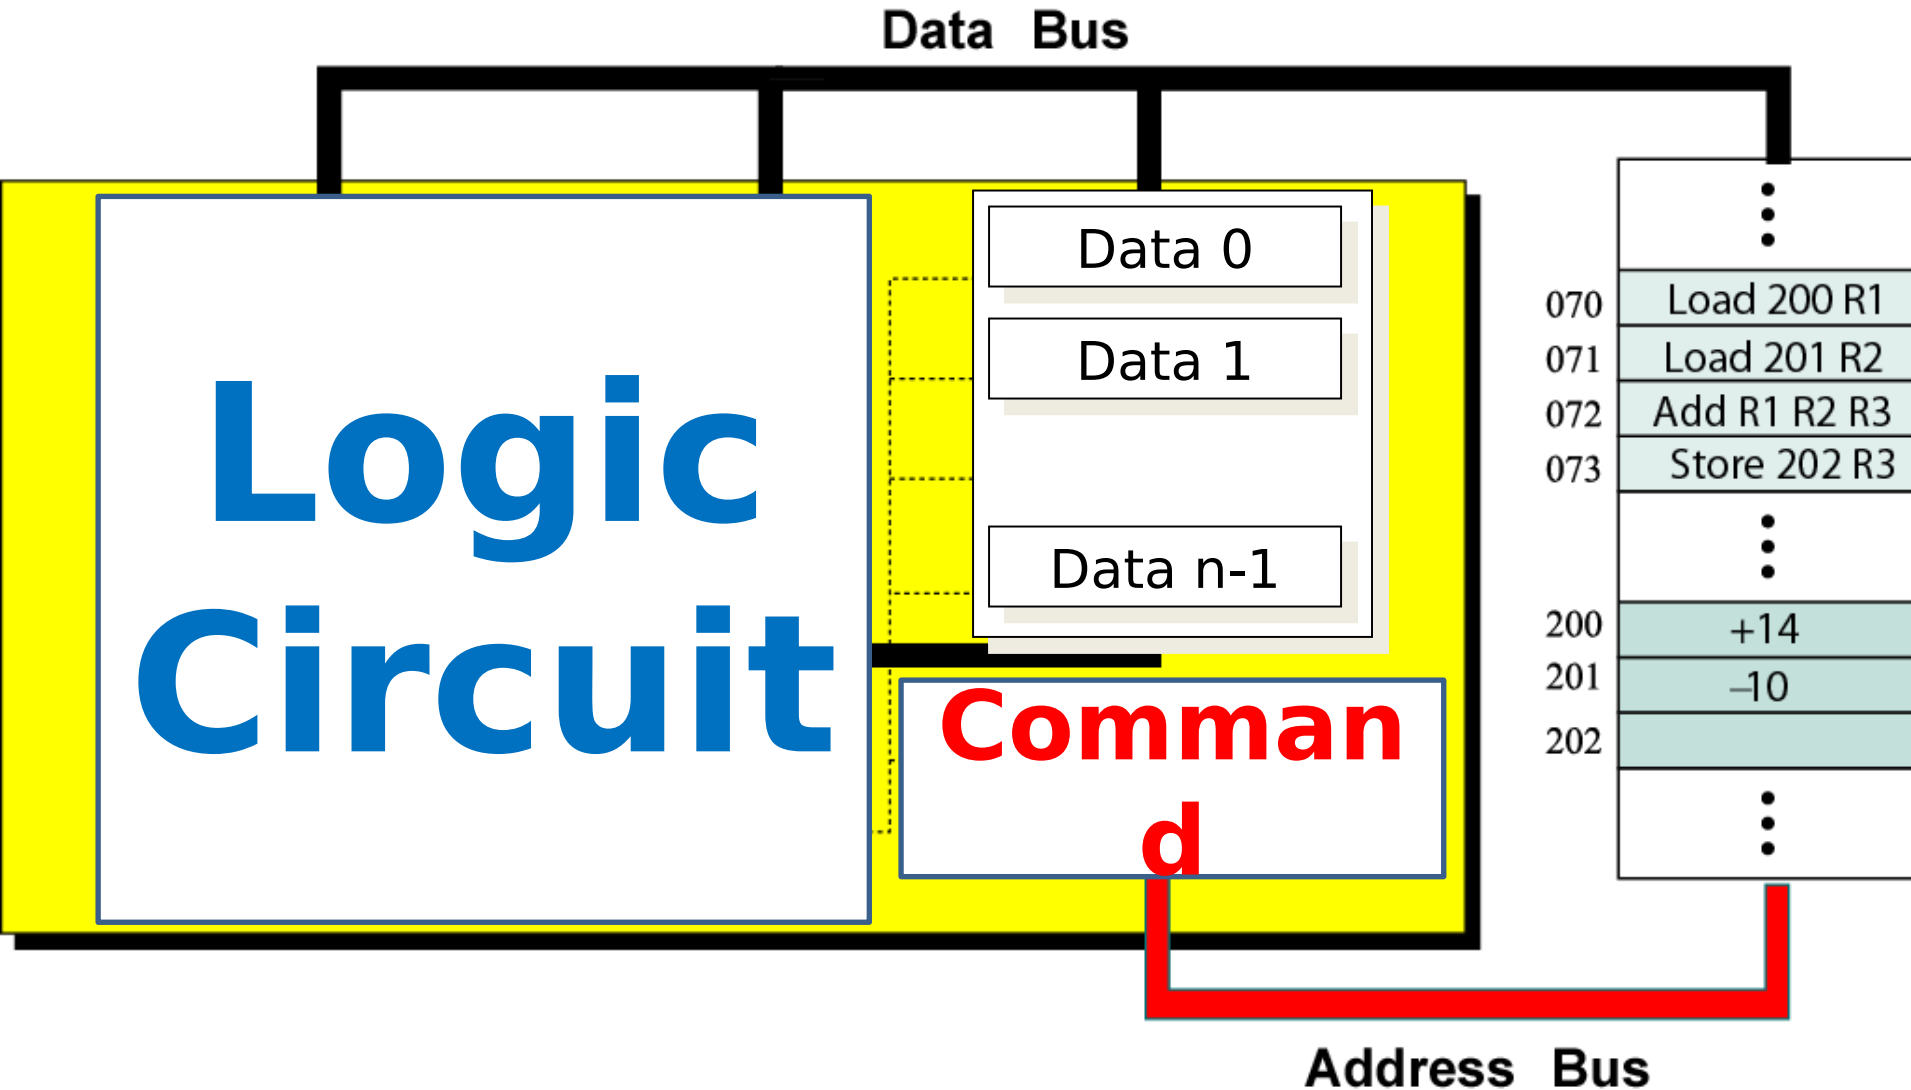 Data Bus
Logic
Circuit
Data 0
Data 1
Data n-1
Comman
d
070 Load 200 R1
071 Load 201 R2
072 Add R1 R2 R3
073 Store 202 R3
200 +14
201 –10
202
Address Bus